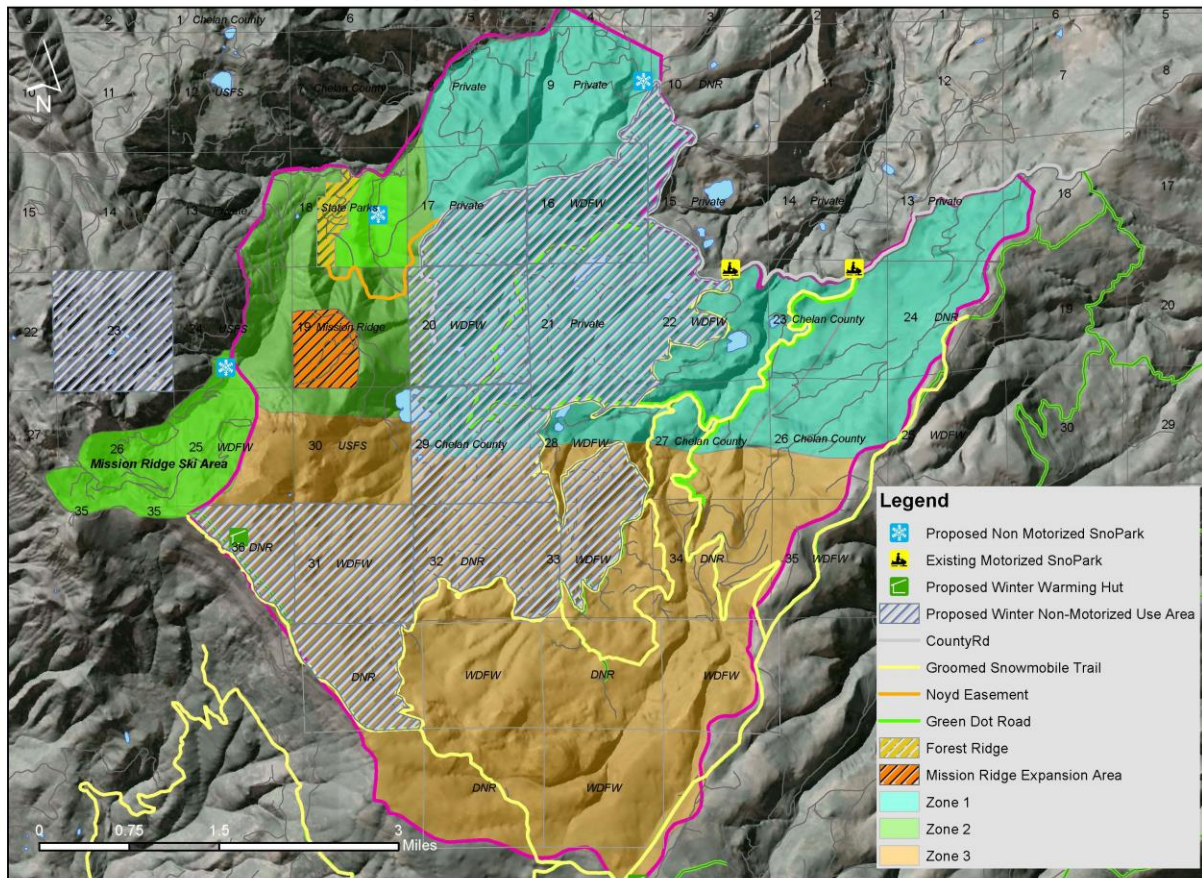 3
2
1
Chelan County
6
5
4
3
2
1
6
5
10
11
12
USFS
7
Chelan County
8
Private
9
Private
10
DNR
11
12
7
8
N
15
14
13
18
State Parks
17
Private
16
WDFW
15
Private
14
Private
13
Private
18
17
22
23
24
USFS
19
Mission Ridge
20
WDFW
21
Private
22
WDFW
23
Chelan County
24
DNR
19
20
27
26
25
WDFW
30
USFS
29
Chelan County
28
WDFW
27
Chelan County
26
Chelan County
25
WDFW
30
29
Mission Ridge Ski Area
35
35
36
DNR
31
WDFW
32
DNR
33
WDFW
34
DNR
35
WDFW
DNR
WDFW
DNR
WDFW
DNR
WDFW
0
0.75
1.5
3
Miles
Legend
Proposed Non Motorized SnoPark
Existing Motorized SnoPark
Proposed Winter Warming Hut
Proposed Winter Non-Motorized Use Area
CountyRd
Groomed Snowmobile Trail
Noyd Easement
Green Dot Road
Forest Ridge
Mission Ridge Expansion Area
Zone 1
Zone 2
Zone 3